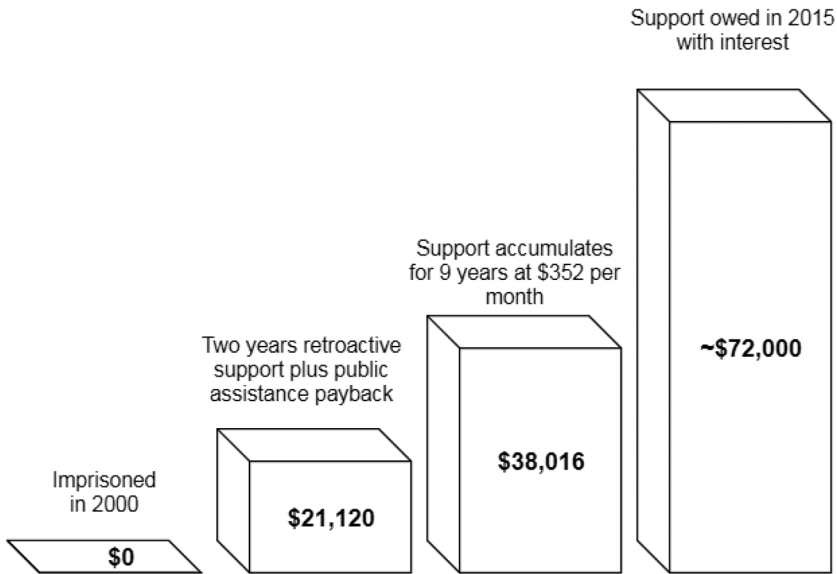 Support owed in 2015
with interest
Support accumulates
for 9 years at $352 per
month
Two years retroactive
support plus public
assistance payback
Imprisoned
in 2000
~$72,000
$38,016
$21,120
$0